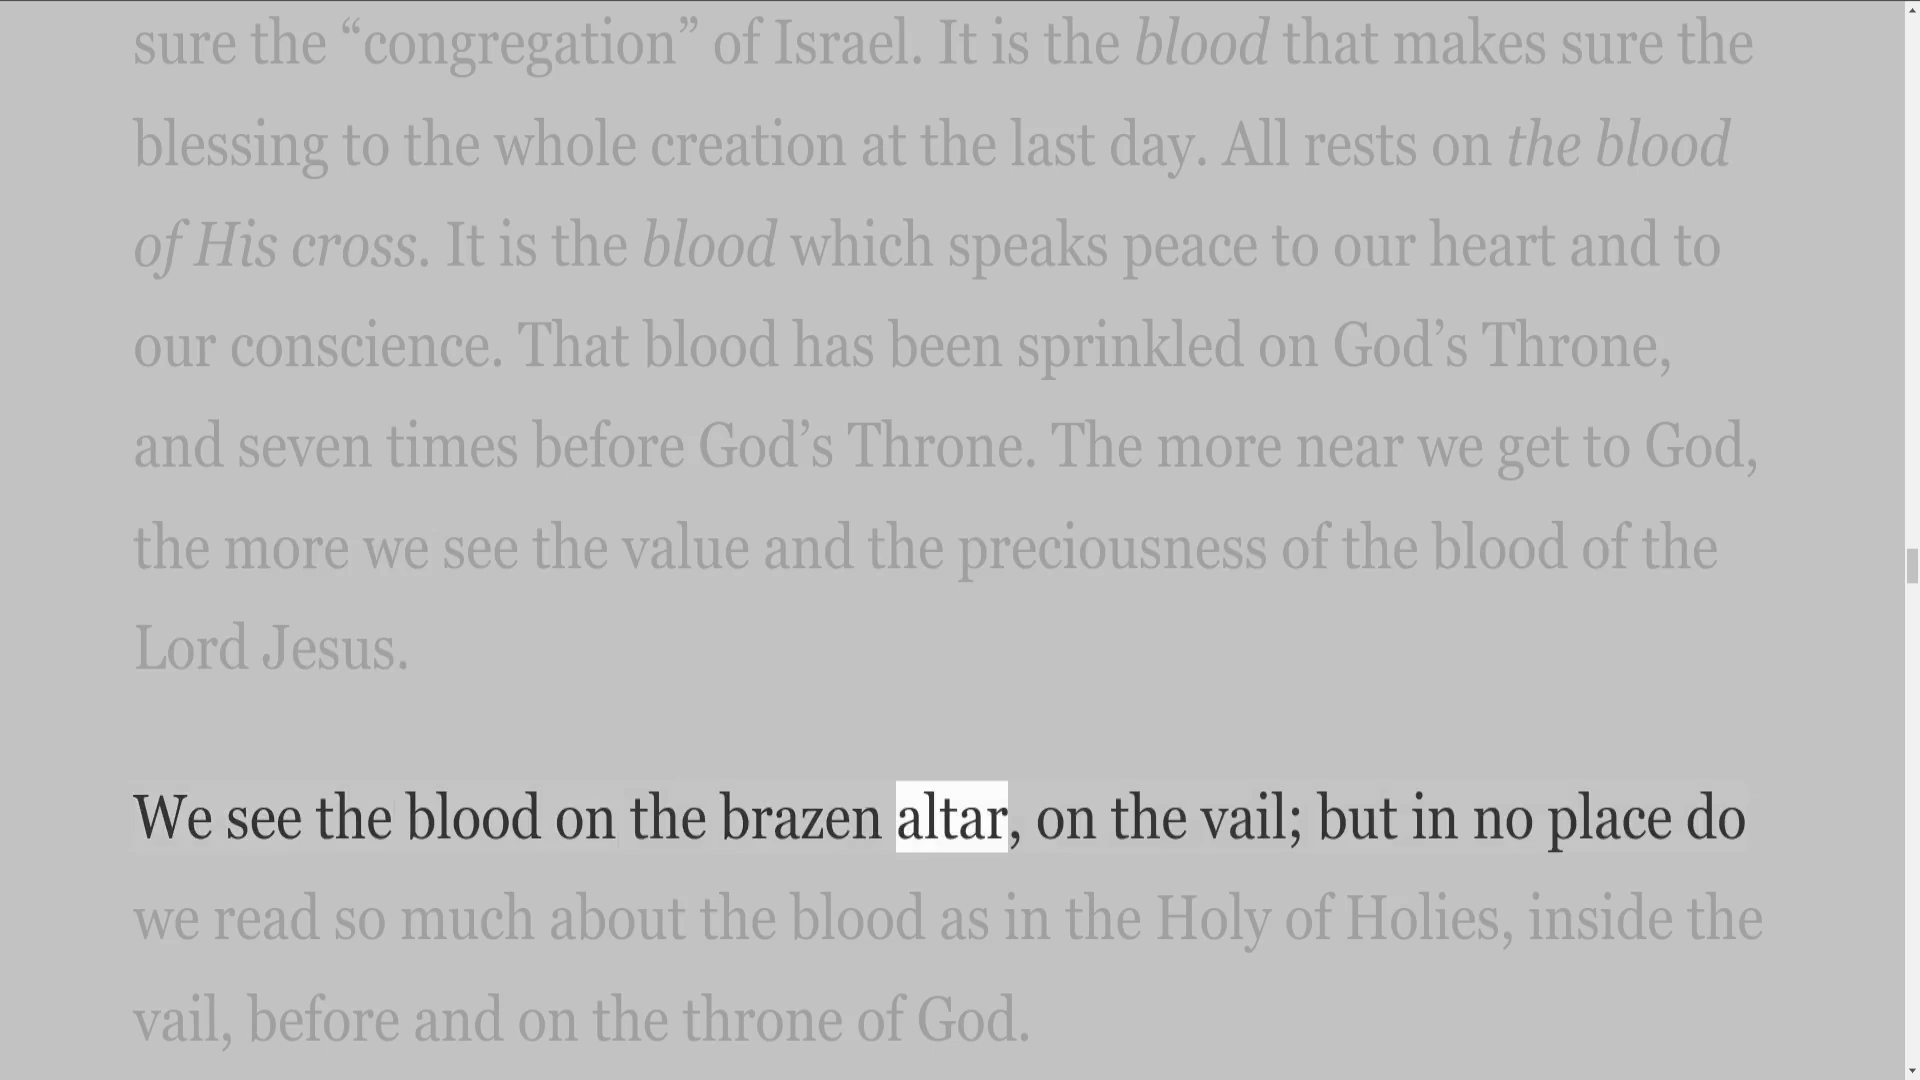 sure the “congregation” of Israel. It is the blood that makes sure the
blessing to the whole creation at the last day. All rests on the blood
of His cross. It is the blood which speaks peace to our heart and to
our conscience. That blood has been sprinkled on God’s Throne,
and seven times before God’s Throne. The more near we get to God,
the more we see the value and the preciousness of the blood of the
Lord Jesus.
We see the blood on the brazen altar, on the vail; but in no place do
we read so much about the blood as in the Holy of Holies, inside the
vail, before and on the throne of God.